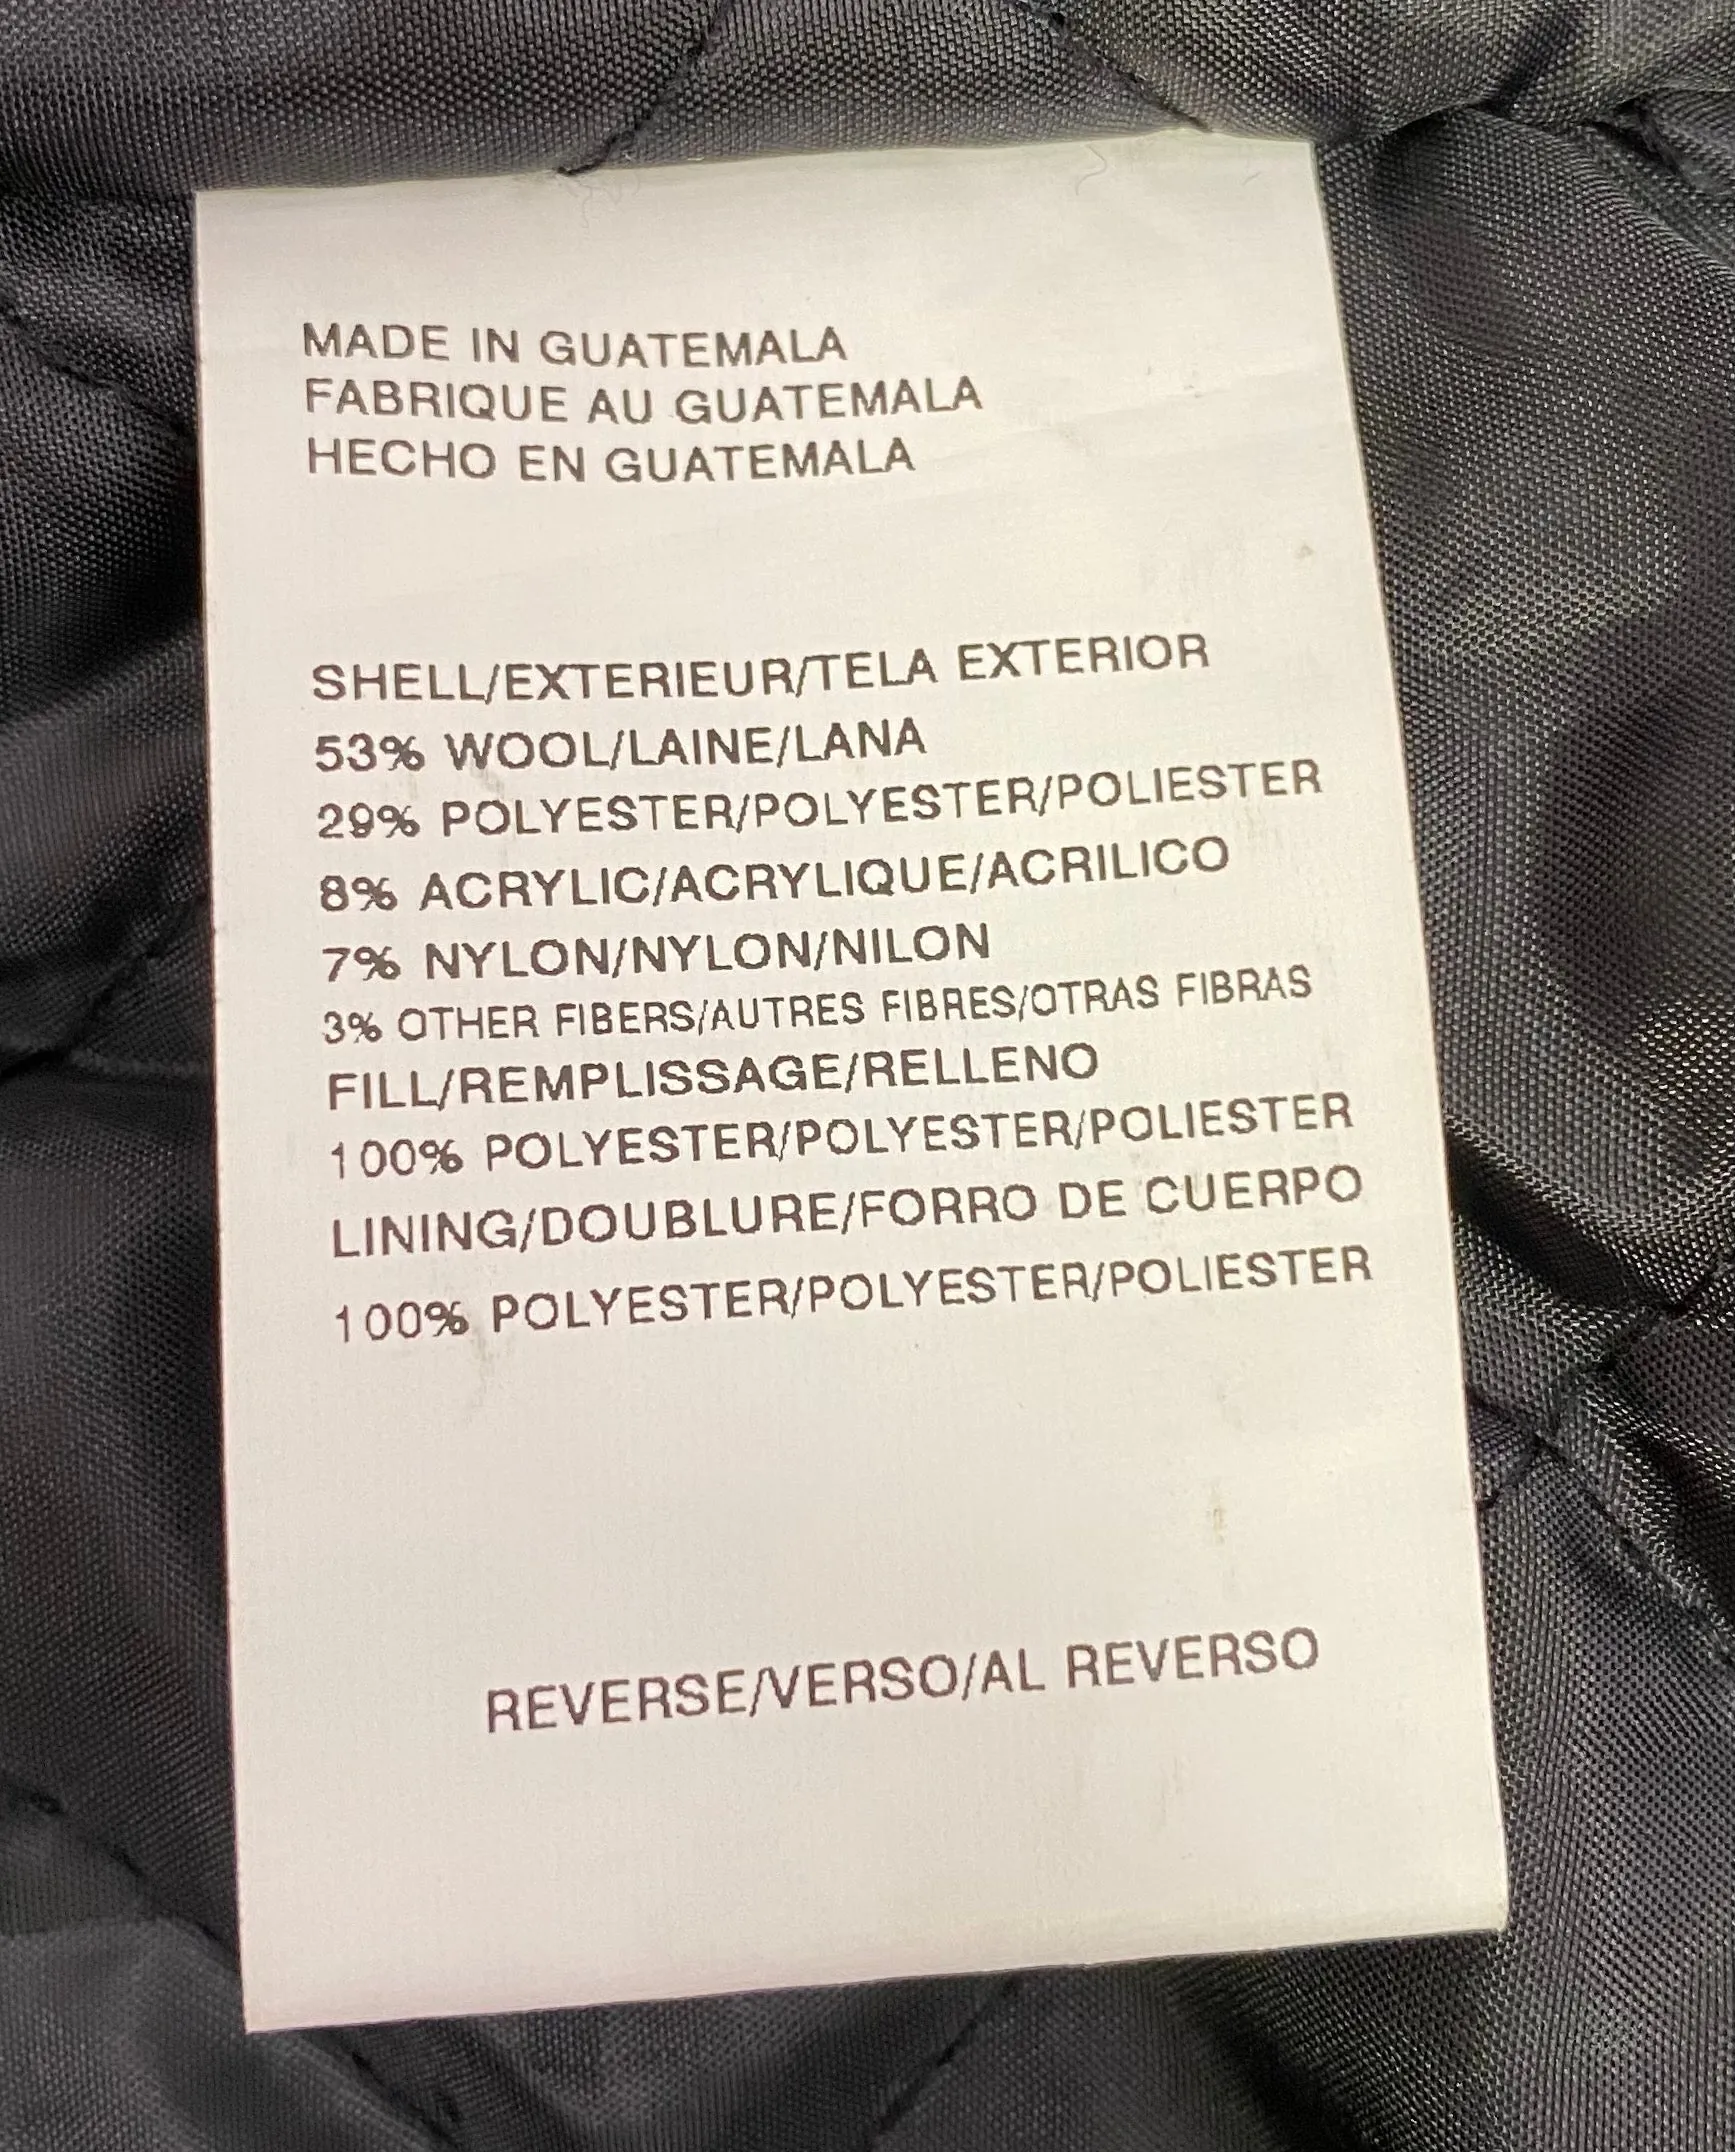 MADE IN GUATEMALA
FABRIQUE AU GUATEMALA
HECHO EN GUATEMALA
SHELL/EXTERIEUR/TELA EXTERIOR
53% WOOL/LAINE/LANA
29% POLYESTER/POLYESTER/POLIESTER
8% ACRYLIC/ACRYLIQUE/ACRILICO
7% NYLON/NYLON/NILON
3% OTHER FIBERS/AUTRES FIBRES/OTRAS FIBRAS
FILL/REMPLISSAGE/RELLENO
100% POLYESTER/POLYESTER/POLIESTER
LINING/DOUBLURE/FORRO DE CUERPO
100% POLYESTER/POLYESTER/POLIESTER
REVERSE/VERSO/AL REVERSO